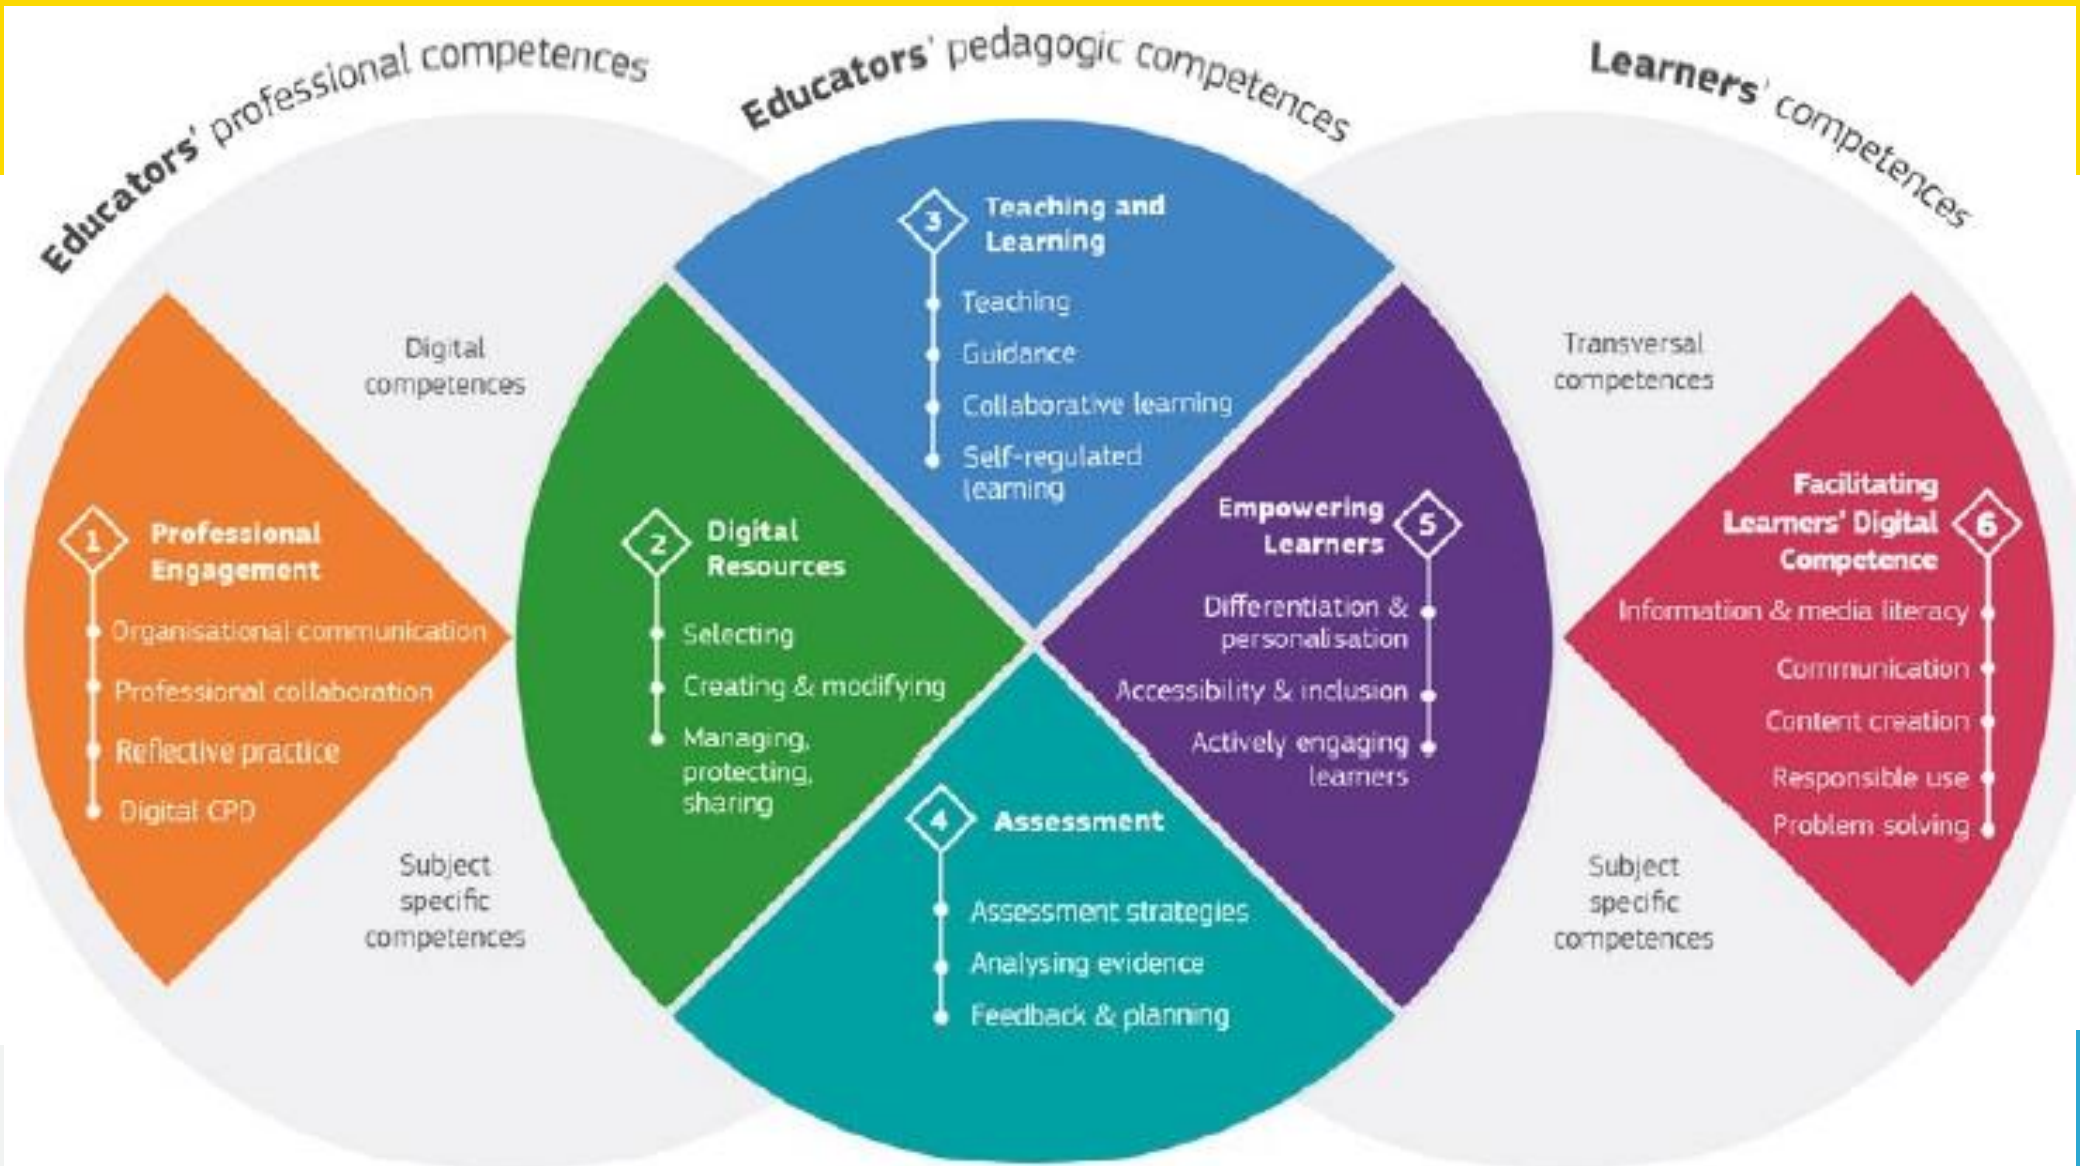 Educators' professional competences
Educators' pedagogic competences
Learners' competences
Digital
competences
Subject
specific
competences
1
Professional
Engagement
Organisational communication
Professional collaboration
Reflective practice
Digital CPD
2
Digital
Resources
Selecting
Creating & modifying
Managing,
protecting,
sharing
3
Teaching and
Learning
Teaching
Guidance
Collaborative learning
Self-regulated
learning
4
Assessment
Assessment strategies
Analysing evidence
Feedback & planning
5
Empowering
Learners
Differentiation &
personalisation
Accessibility & inclusion
Actively engaging
learners
Transversal
competences
Subject
specific
competences
6
Facilitating
Learners' Digital
Competence
Information & media literacy
Communication
Content creation
Responsible use
Problem solving